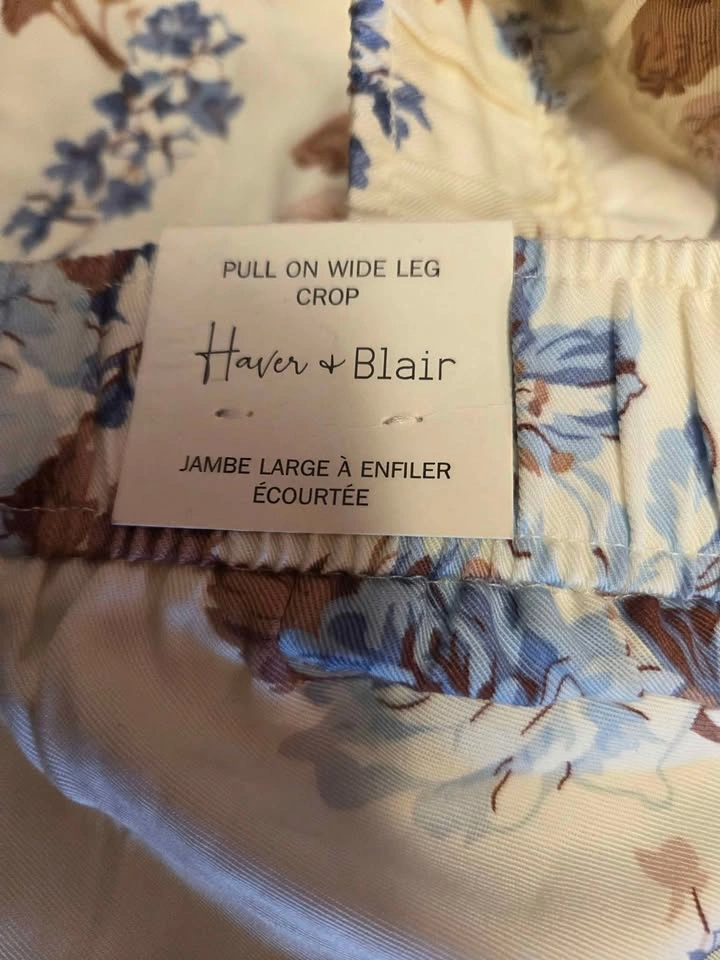 PULL ON WIDE LEG
CROP
Haver + Blair
JAMBE LARGE À ENFILER
ÉCOURTÉE